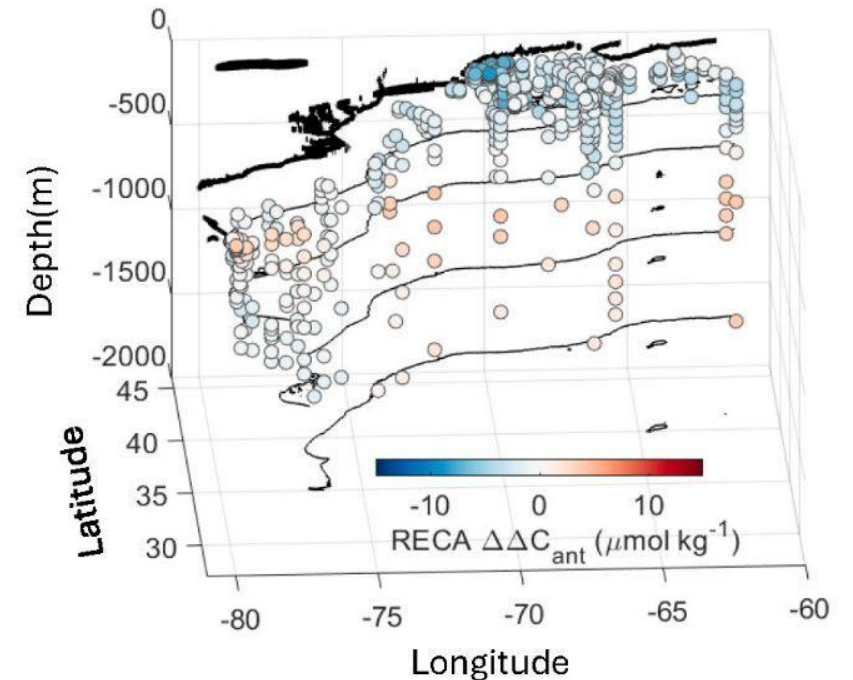 0
-500
-1000
-1500
-2000
Depth(m)
45
40
35
30
Latitude
-10 0 10
RECA ΔΔC_ant (μmol kg⁻¹)
-80 -75 -70 -65 -60
Longitude